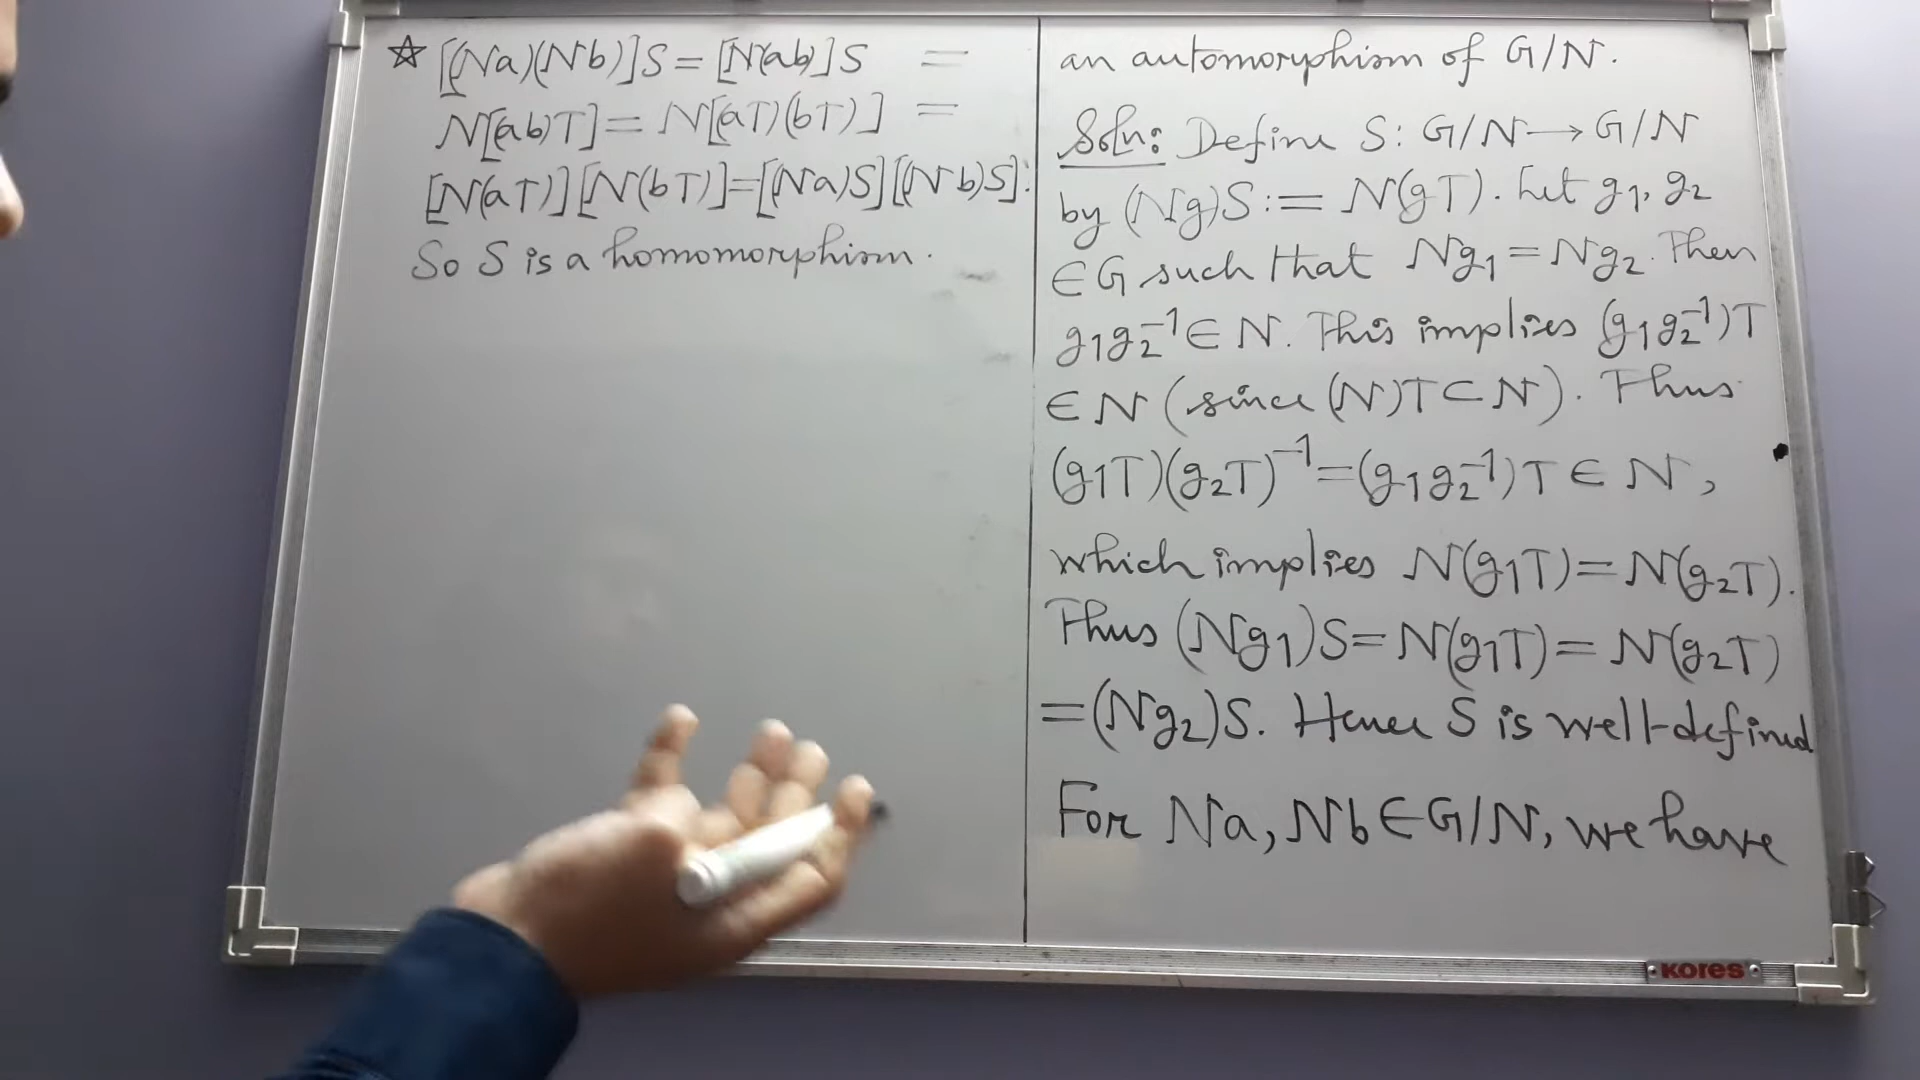 ☆ [(Na)(Nb)]S = [N(ab)]S =
N[(ab)T] = N[(aT)(bT)] =
[N(aT)][N(bT)] = [(Na)S][(Nb)S].
So S is a homomorphism.
an automorphism of G/N.
Soln: Define S: G/N → G/N
by (Ng)S := N(gT). Let g₁, g₂
∈ G such that Ng₁ = Ng₂. Then
g₁g₂⁻¹ ∈ N. This implies (g₁g₂⁻¹)T
∈ N (since (N)T ⊂ N). Thus
(g₁T)(g₂T)⁻¹ = (g₁g₂⁻¹)T ∈ N,
which implies N(g₁T) = N(g₂T).
Thus (Ng₁)S = N(g₁T) = N(g₂T)
= (Ng₂)S. Hence S is well-defined
For Na, Nb ∈ G/N, we have
KORES